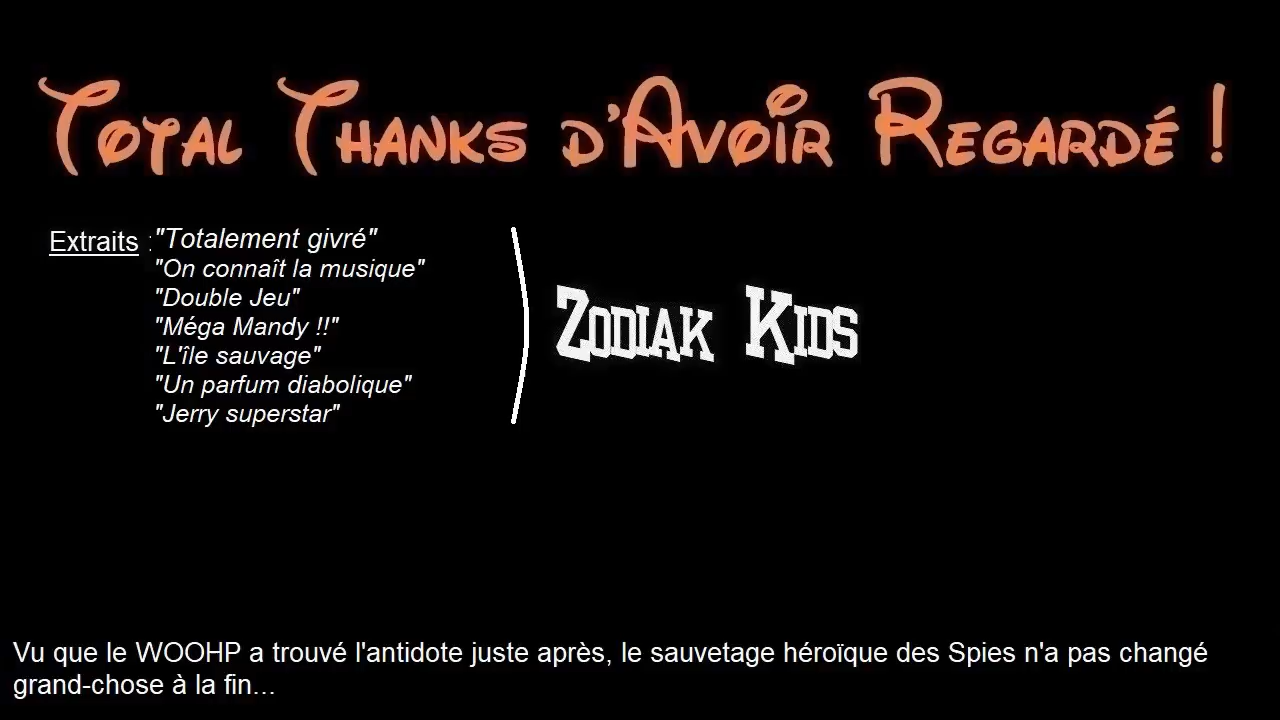 Total Thanks d'Avoir Regardé !
Extraits : "Totalement givré"
"On connaît la musique"
"Double Jeu"
"Méga Mandy !!"
"L'île sauvage"
"Un parfum diabolique"
"Jerry superstar"
Zodiak Kids
Vu que le WOOHP a trouvé l'antidote juste après, le sauvetage héroïque des Spies n'a pas changé
grand-chose à la fin...